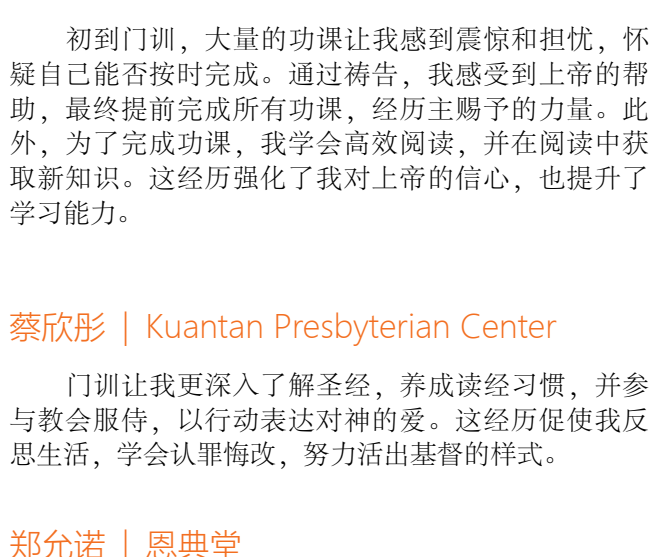 初到门训，大量的功课让我感到震惊和担忧，怀
疑自己能否按时完成。通过祷告，我感受到上帝的帮
助，最终提前完成所有功课，经历主赐予的力量。此
外，为了完成功课，我学会高效阅读，并在阅读中获
取新知识。这经历强化了我对上帝的信心，也提升了
学习能力。
蔡欣彤｜Kuantan Presbyterian Center
门训让我更深入了解圣经，养成读经习惯，并参
与教会服侍，以行动表达对神的爱。这经历促使我反
思生活，学会认罪悔改，努力活出基督的样式。
郑允诺｜恩典堂